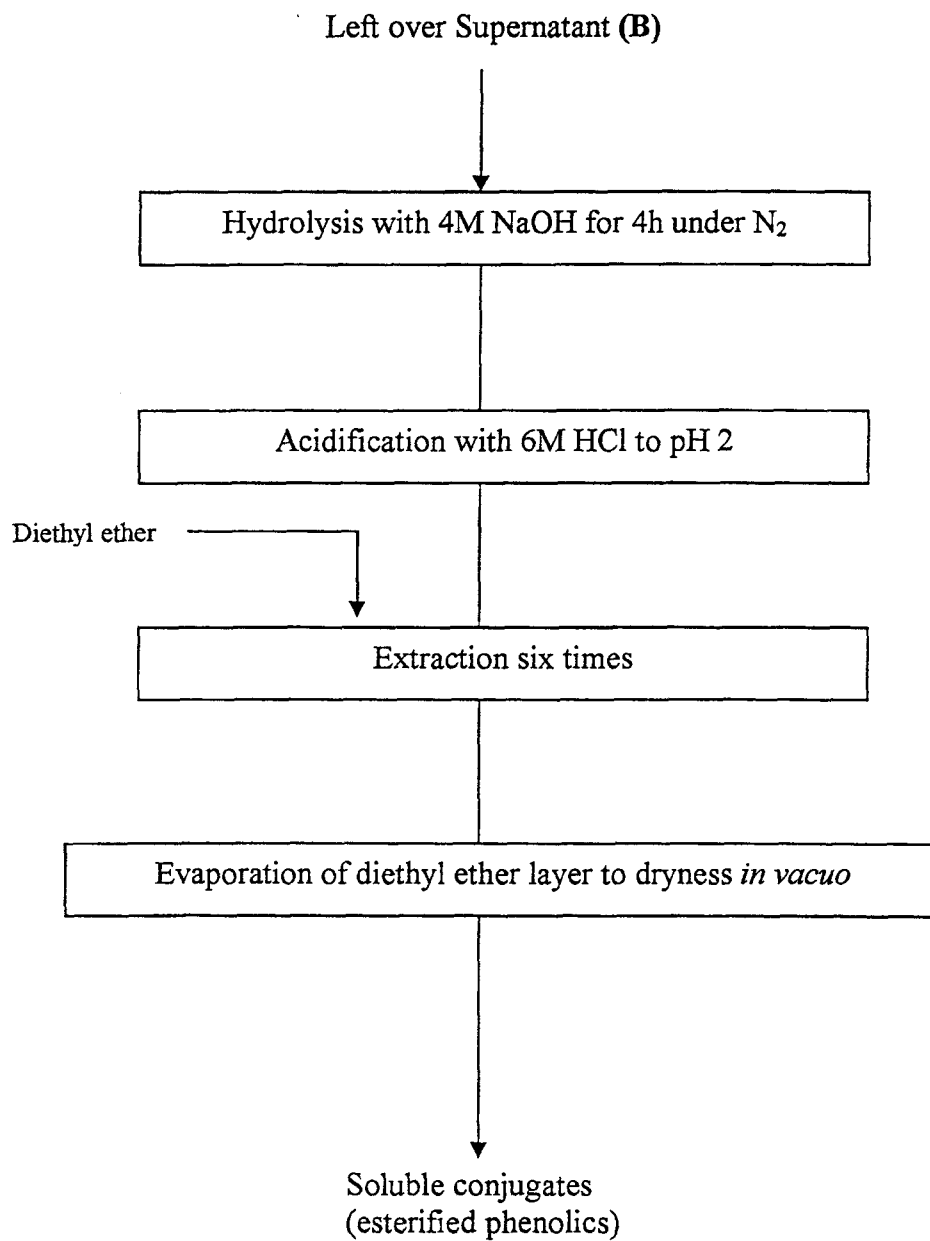 Left over Supernatant (B)
Hydrolysis with 4M NaOH for 4h under N₂
Acidification with 6M HCl to pH 2
Diethyl ether
Extraction six times
Evaporation of diethyl ether layer to dryness in vacuo
Soluble conjugates
(esterified phenolics)